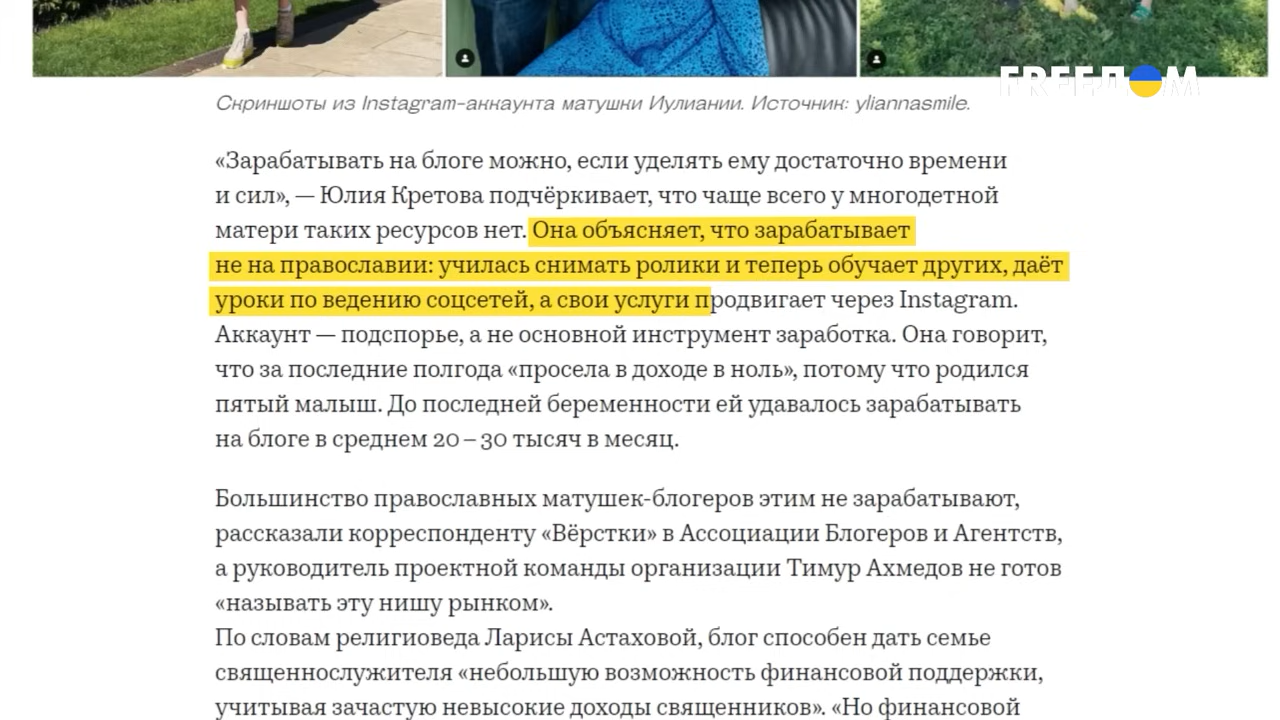 FREEДОМ
Скриншоты из Instagram-аккаунта матушки Иулиании. Источник: yliannasmile.
«Зарабатывать на блоге можно, если уделять ему достаточно времени
и сил», — Юлия Кретова подчёркивает, что чаще всего у многодетной
матери таких ресурсов нет. Она объясняет, что зарабатывает
не на православии: училась снимать ролики и теперь обучает других, даёт
уроки по ведению соцсетей, а свои услуги продвигает через Instagram.
Аккаунт — подспорье, а не основной инструмент заработка. Она говорит,
что за последние полгода «просела в доходе в ноль», потому что родился
пятый малыш. До последней беременности ей удавалось зарабатывать
на блоге в среднем 20 – 30 тысяч в месяц.
Большинство православных матушек-блогеров этим не зарабатывают,
рассказали корреспонденту «Вёрстки» в Ассоциации Блогеров и Агентств,
а руководитель проектной команды организации Тимур Ахмедов не готов
«называть эту нишу рынком».
По словам религиоведа Ларисы Астаховой, блог способен дать семье
священнослужителя «небольшую возможность финансовой поддержки,
учитывая зачастую невысокие доходы священников». «Но финансовой